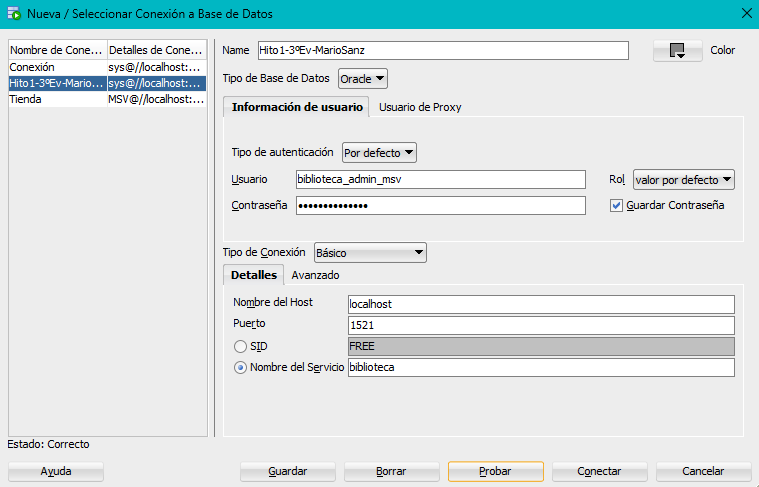 Nueva / Seleccionar Conexión a Base de Datos
Nombre de Cone... Detalles de Cone...
Conexión sys@//localhost:...
Hito1-3ºEv-Mario... sys@//localhost:...
Tienda MSV@//localhost:...
Name Hito1-3ºEv-MarioSanz Color
Tipo de Base de Datos Oracle
Información de usuario Usuario de Proxy
Tipo de autenticación Por defecto
Usuario biblioteca_admin_msv Rol valor por defecto
Contraseña •••••••••••••• Guardar Contraseña
Tipo de Conexión Básico
Detalles Avanzado
Nombre del Host localhost
Puerto 1521
SID FREE
Nombre del Servicio biblioteca
Estado: Correcto
Ayuda Guardar Borrar Probar Conectar Cancelar